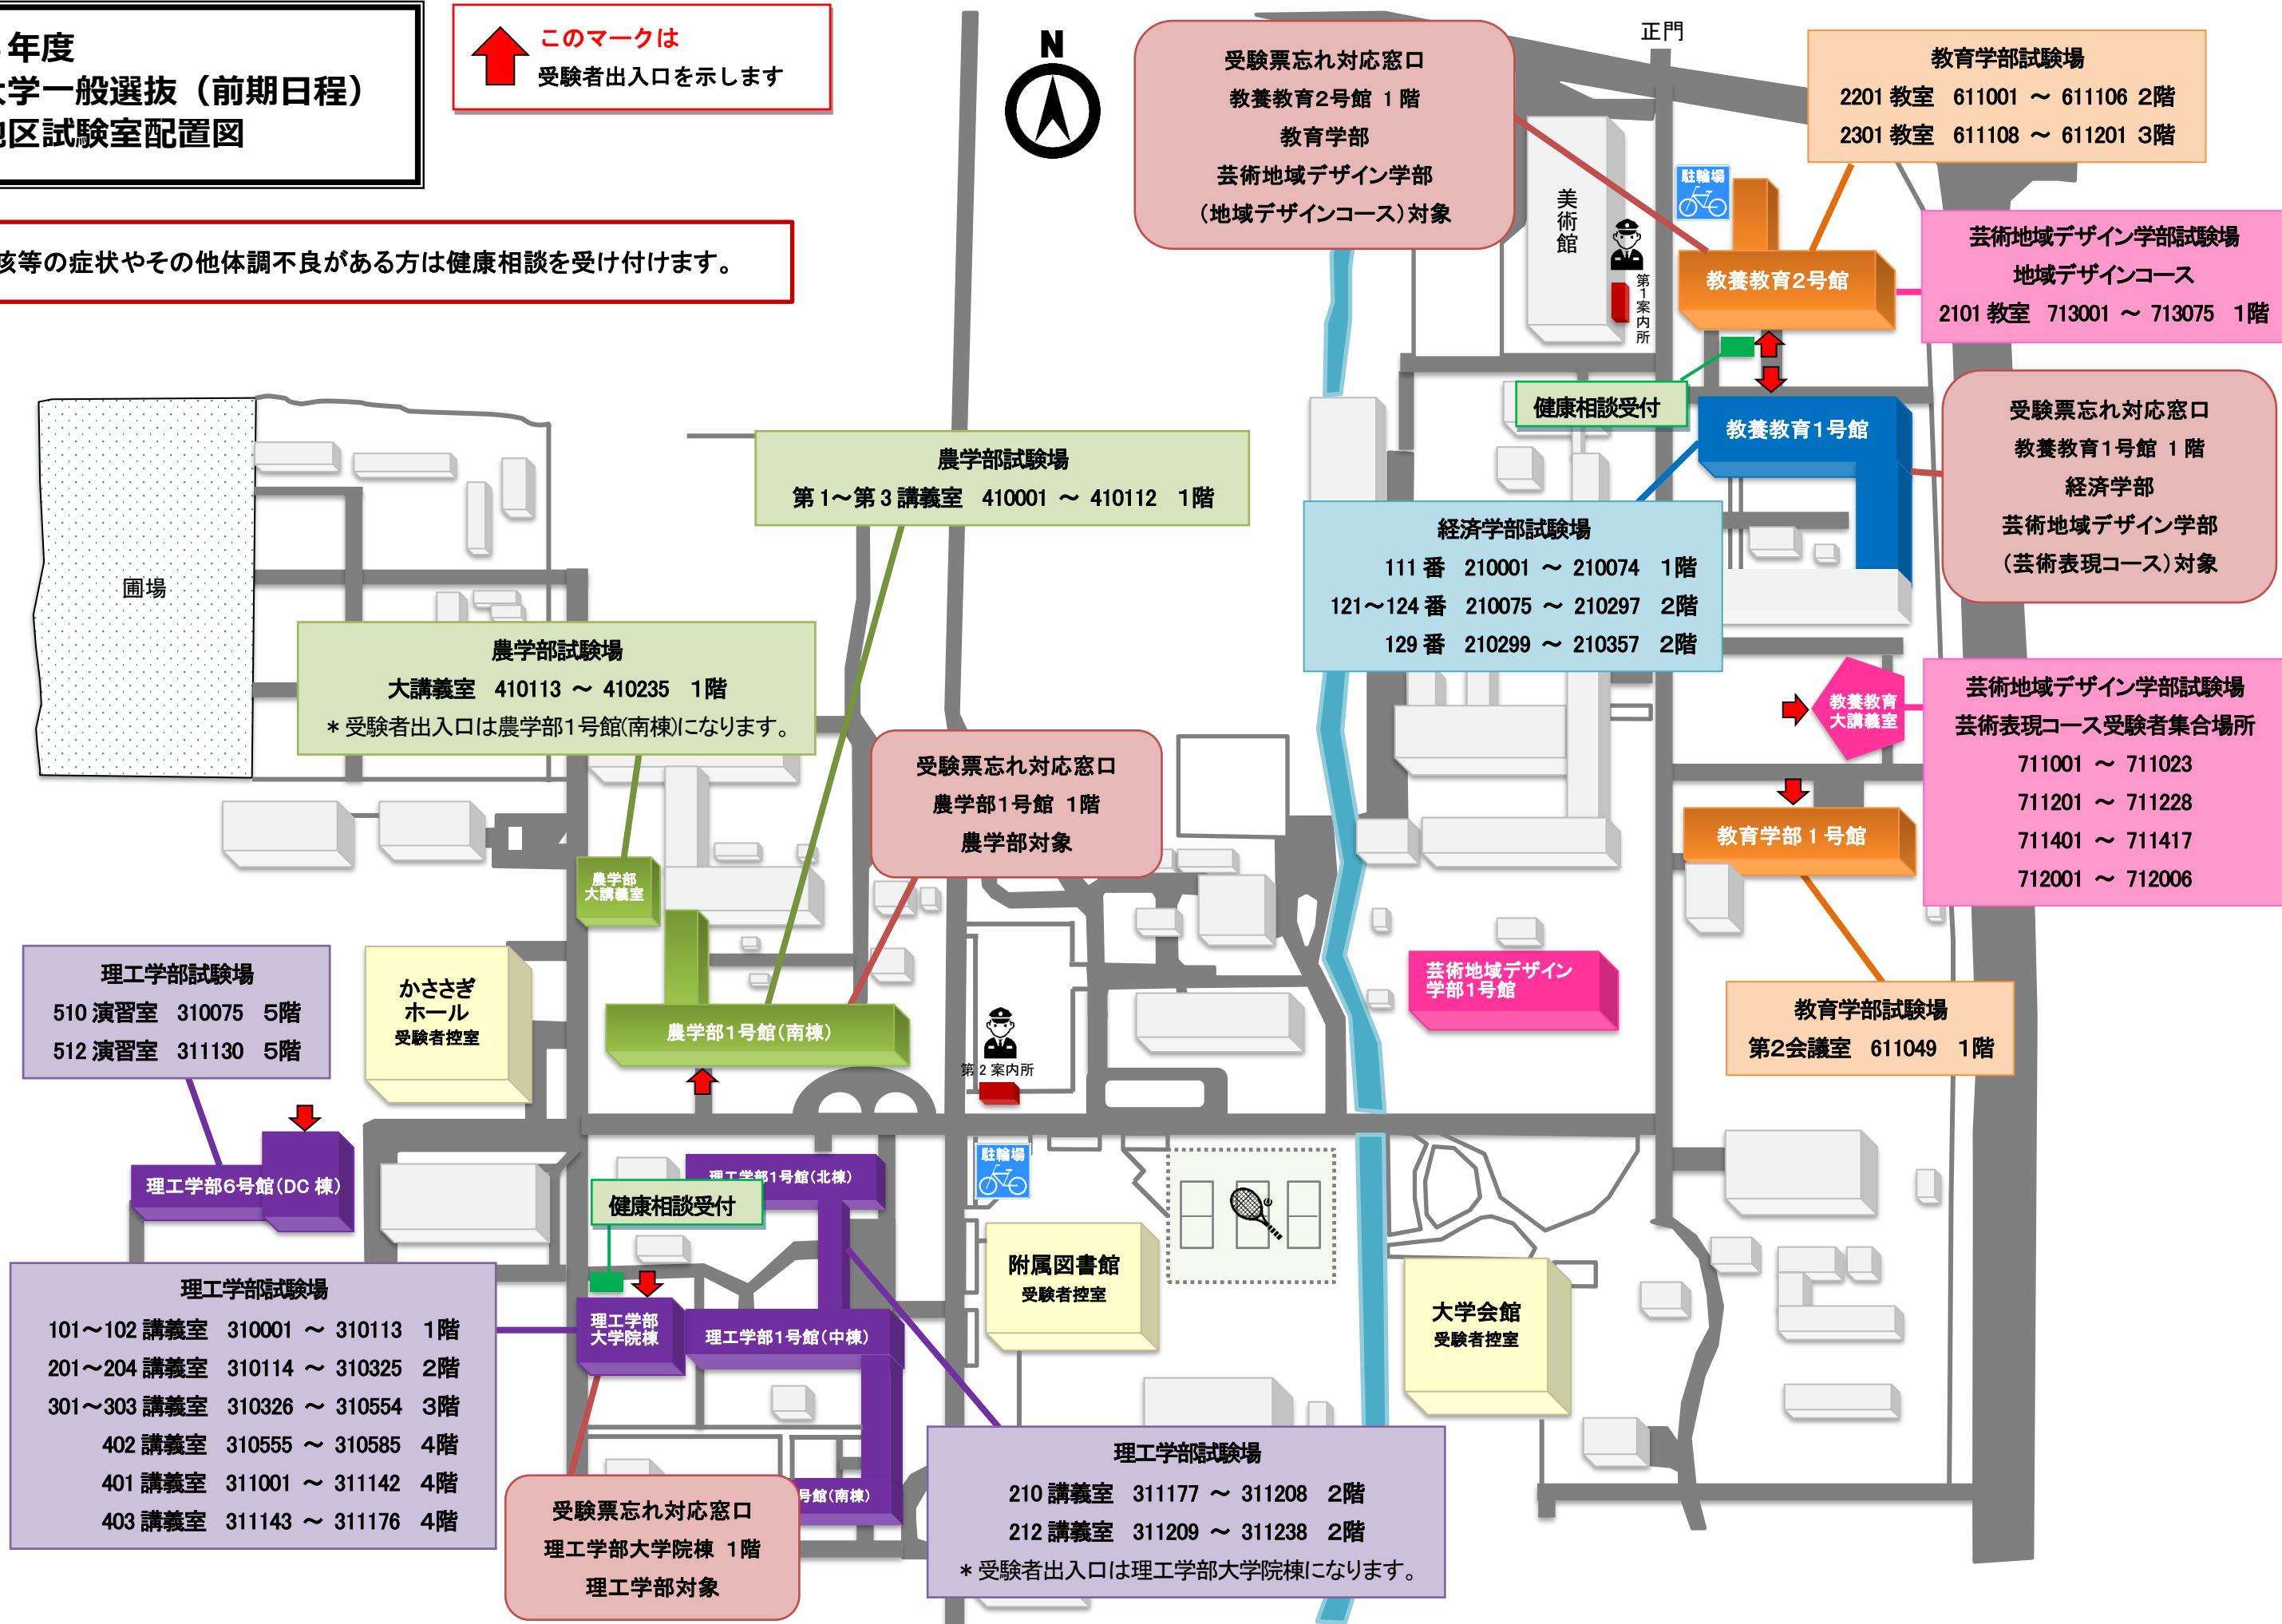 年度
大学一般選抜（前期日程）
地区試験室配置図
このマークは
受験者出入口を示します
咳等の症状やその他体調不良がある方は健康相談を受け付けます。
N
受験票忘れ対応窓口
教養教育2号館 1階
教育学部
芸術地域デザイン学部
（地域デザインコース）対象
正門
教育学部試験場
2201 教室 611001 ～ 611106 2階
2301 教室 611108 ～ 611201 3階
美術館
駐輪場
第1案内所
教養教育2号館
芸術地域デザイン学部試験場
地域デザインコース
2101 教室 713001 ～ 713075 1階
健康相談受付
教養教育1号館
受験票忘れ対応窓口
教養教育1号館 1階
経済学部
芸術地域デザイン学部
（芸術表現コース）対象
農学部試験場
第1～第3講義室 410001 ～ 410112 1階
経済学部試験場
111番 210001 ～ 210074 1階
121～124番 210075 ～ 210297 2階
129番 210299 ～ 210357 2階
圃場
農学部試験場
大講義室 410113 ～ 410235 1階
＊受験者出入口は農学部1号館(南棟)になります。
教養教育
大講義室
芸術地域デザイン学部試験場
芸術表現コース受験者集合場所
711001 ～ 711023
711201 ～ 711228
711401 ～ 711417
712001 ～ 712006
受験票忘れ対応窓口
農学部1号館 1階
農学部対象
教育学部1号館
農学部
大講義室
理工学部試験場
510 演習室 310075 5階
512 演習室 311130 5階
かささぎ
ホール
受験者控室
農学部1号館(南棟)
第2案内所
芸術地域デザイン
学部1号館
教育学部試験場
第2会議室 611049 1階
理工学部6号館(DC棟)
理工学部1号館(北棟)
健康相談受付
駐輪場
附属図書館
受験者控室
大学会館
受験者控室
理工学部
大学院棟
理工学部1号館(中棟)
理工学部試験場
101～102 講義室 310001 ～ 310113 1階
201～204 講義室 310114 ～ 310325 2階
301～303 講義室 310326 ～ 310554 3階
402 講義室 310555 ～ 310585 4階
401 講義室 311001 ～ 311142 4階
403 講義室 311143 ～ 311176 4階
号館(南棟)
受験票忘れ対応窓口
理工学部大学院棟 1階
理工学部対象
理工学部試験場
210 講義室 311177 ～ 311208 2階
212 講義室 311209 ～ 311238 2階
＊受験者出入口は理工学部大学院棟になります。